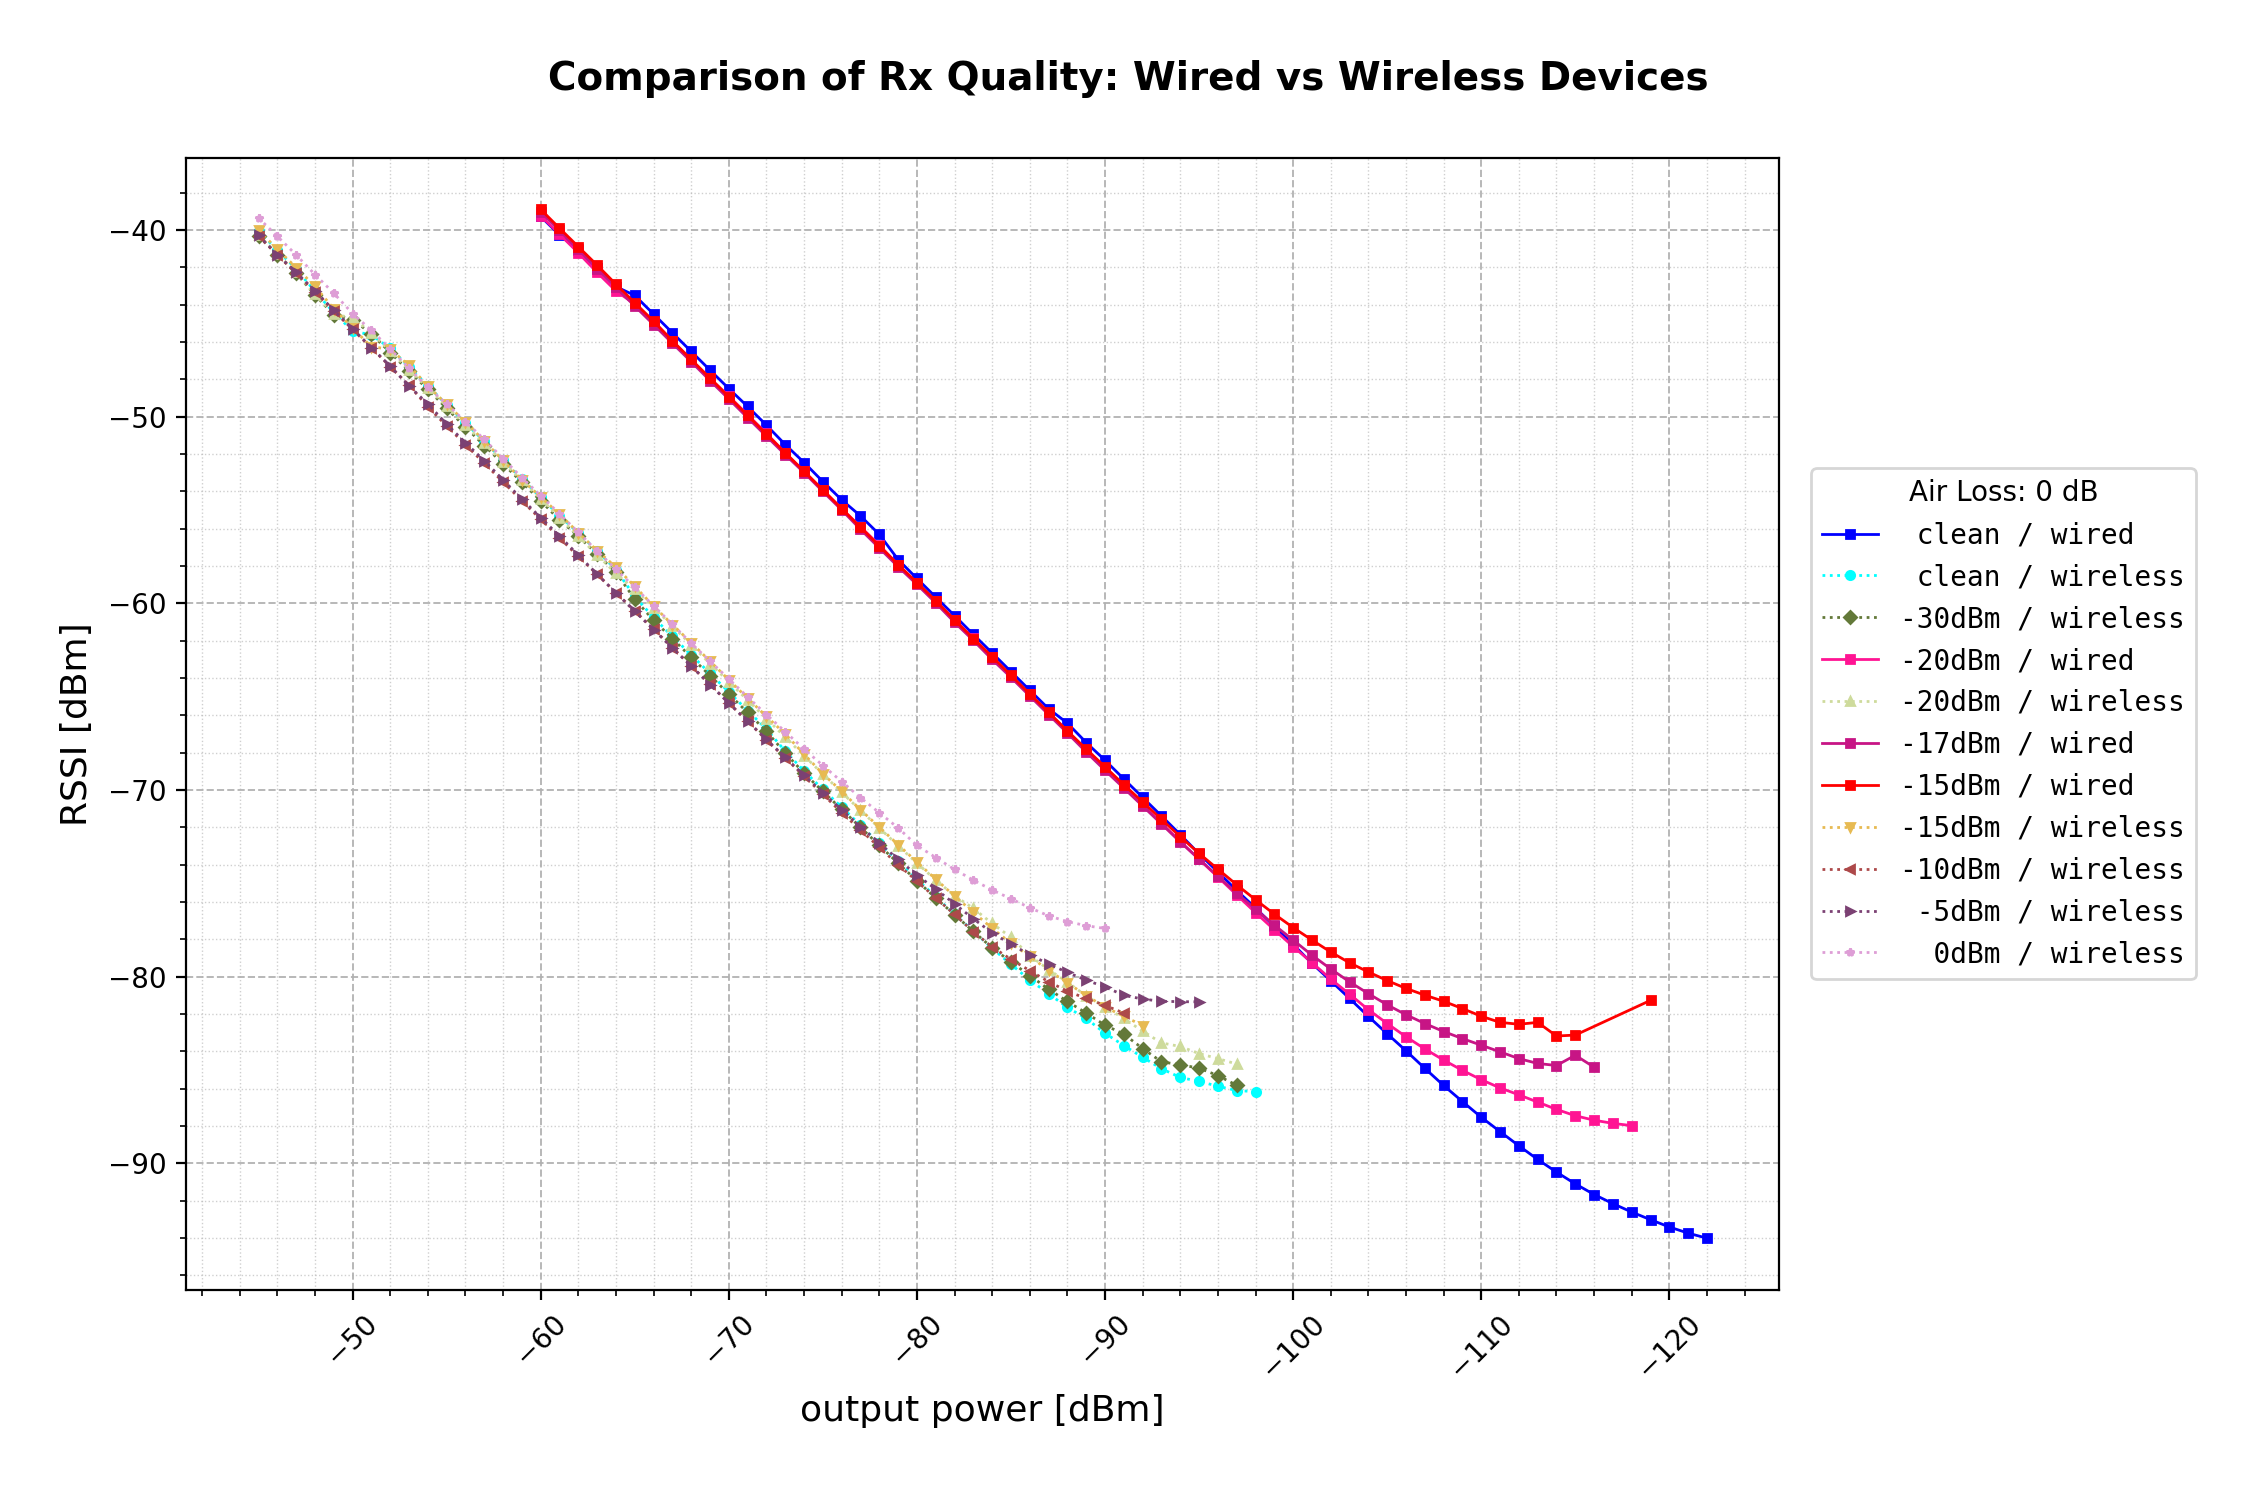 Comparison of Rx Quality: Wired vs Wireless Devices
−40
−50
−60
−70
−80
−90
RSSI [dBm]
−50
−60
−70
−80
−90
−100
−110
−120
output power [dBm]
Air Loss: 0 dB
clean / wired
clean / wireless
-30dBm / wireless
-20dBm / wired
-20dBm / wireless
-17dBm / wired
-15dBm / wired
-15dBm / wireless
-10dBm / wireless
-5dBm / wireless
0dBm / wireless